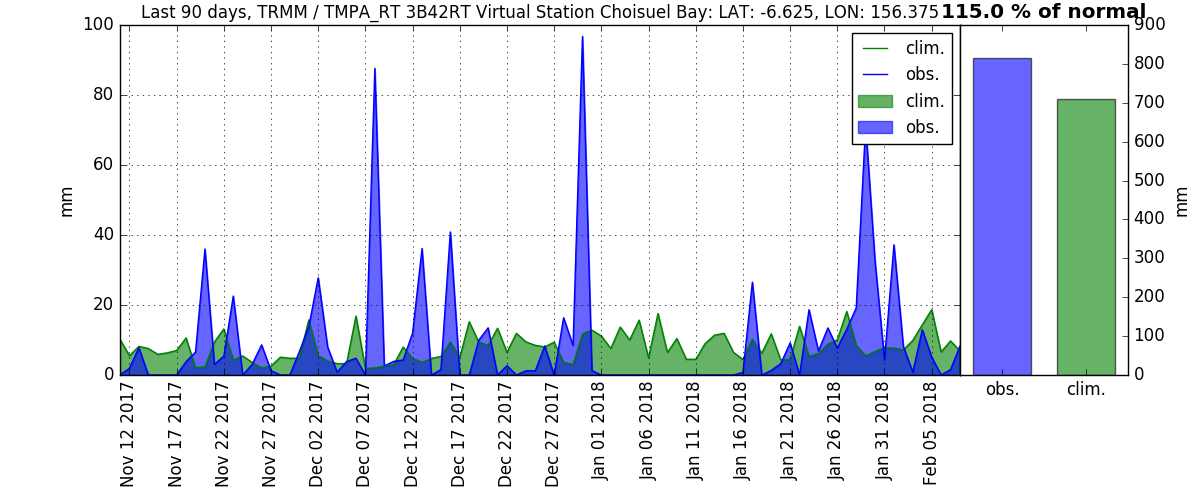 Last 90 days, TRMM / TMPA_RT 3B42RT Virtual Station Choisuel Bay: LAT: -6.625, LON: 156.375
115.0 % of normal
clim.
obs.
clim.
obs.
mm
100
80
60
40
20
0
Nov 12 2017
Nov 17 2017
Nov 22 2017
Nov 27 2017
Dec 02 2017
Dec 07 2017
Dec 12 2017
Dec 17 2017
Dec 22 2017
Dec 27 2017
Jan 01 2018
Jan 06 2018
Jan 11 2018
Jan 16 2018
Jan 21 2018
Jan 26 2018
Jan 31 2018
Feb 05 2018
900
800
700
600
500
400
300
200
100
0
mm
obs.
clim.